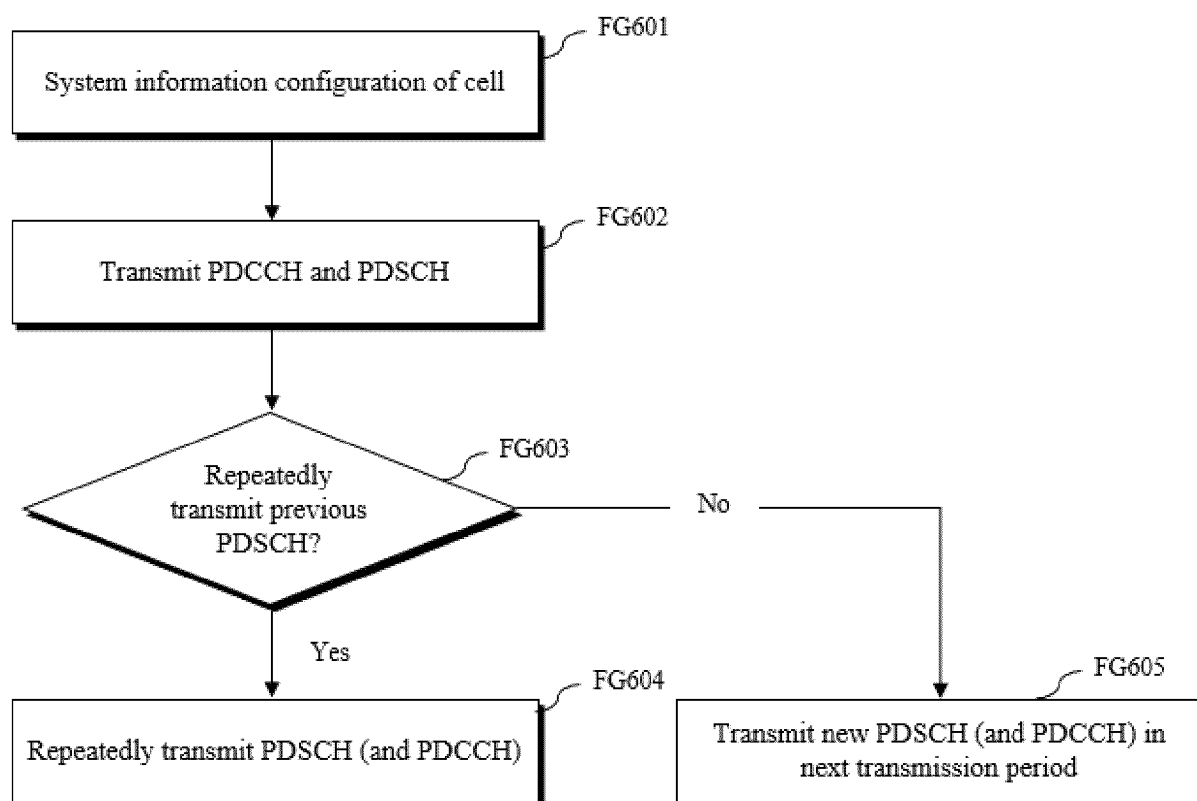 FG601
System information configuration of cell
FG602
Transmit PDCCH and PDSCH
FG603
Repeatedly
transmit previous
PDSCH?
No
Yes
FG604
Repeatedly transmit PDSCH (and PDCCH)
FG605
Transmit new PDSCH (and PDCCH) in
next transmission period